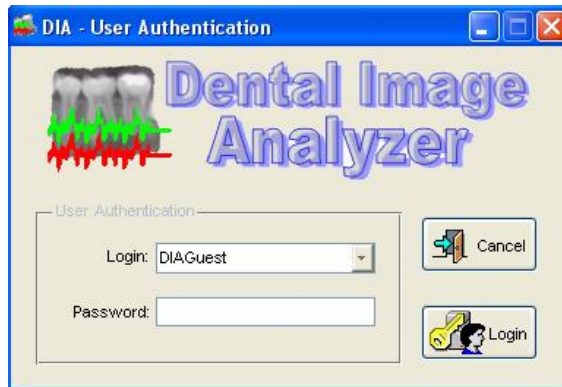 DIA - User Authentication
Dental Image
Analyzer
User Authentication
Login: DIAGuest
Cancel
Password:
Login